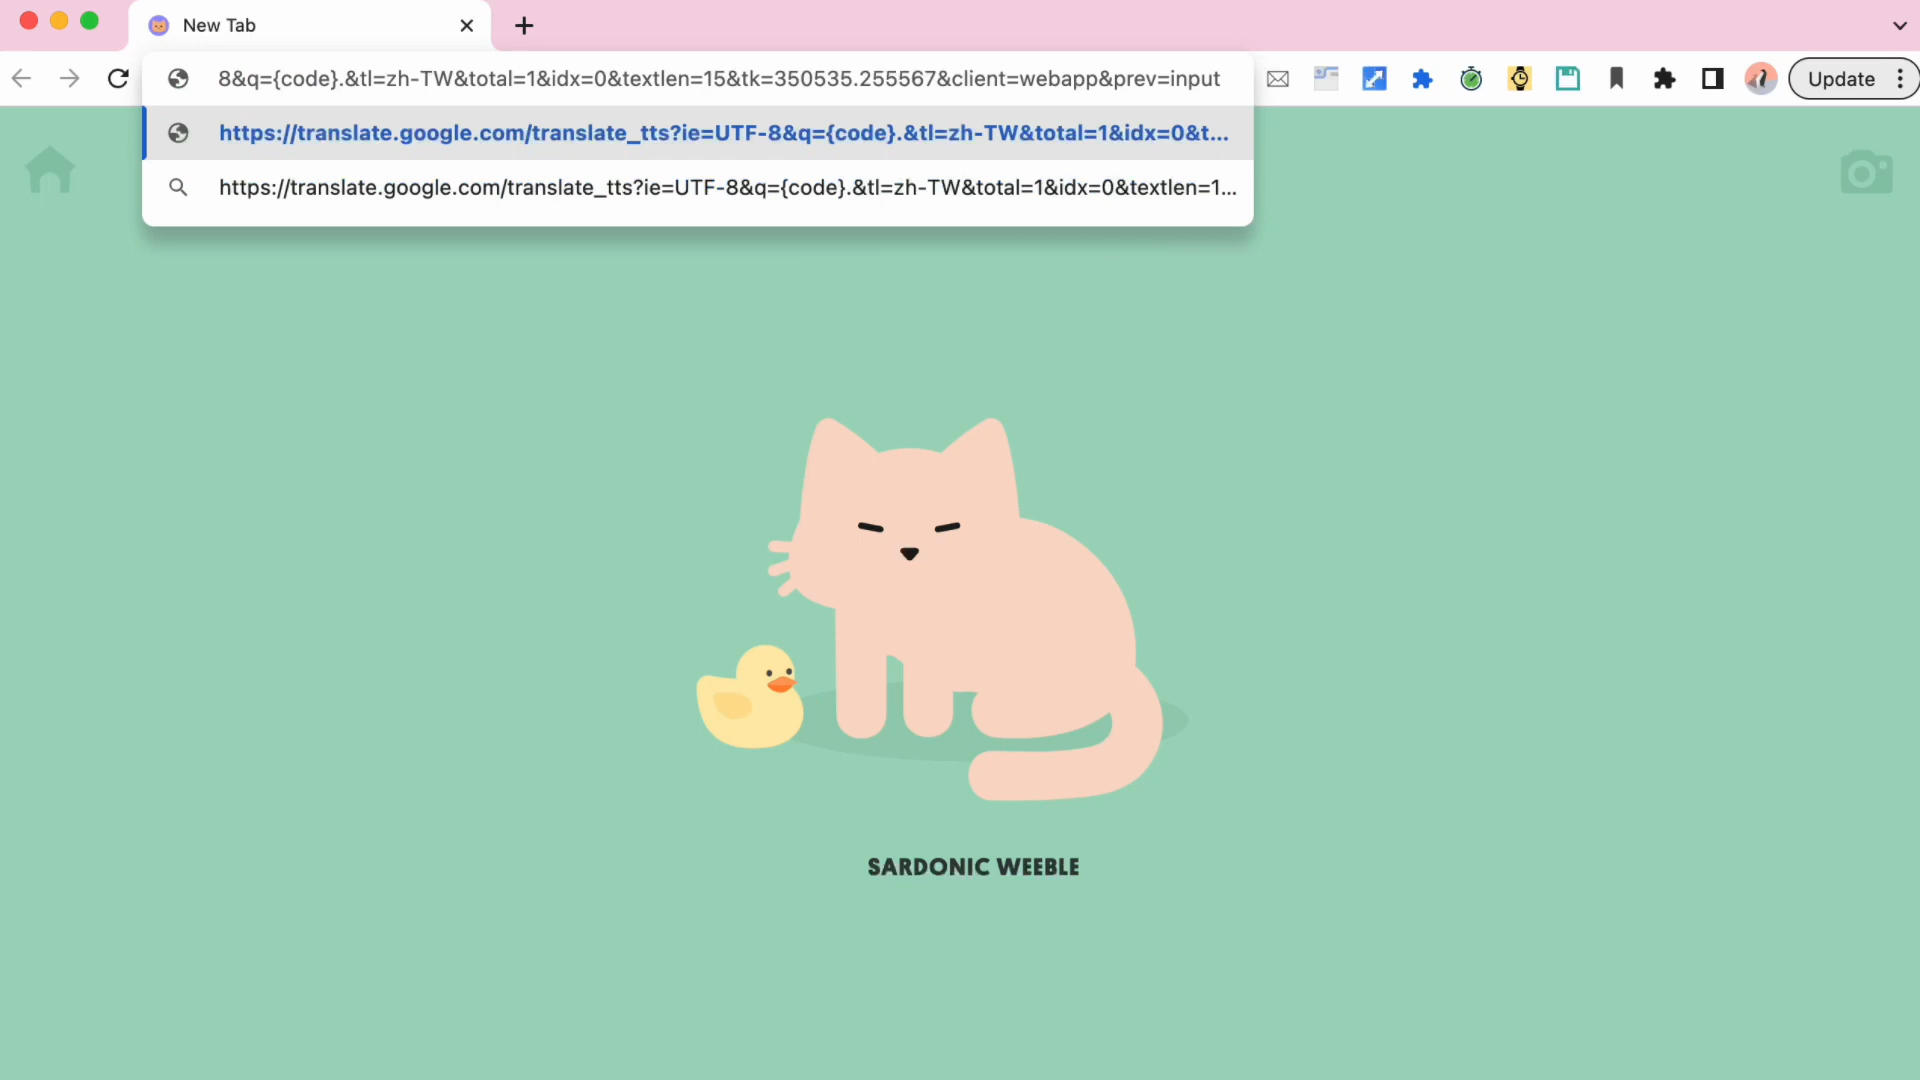 New Tab
8&q={code}.&tl=zh-TW&total=1&idx=0&textlen=15&tk=350535.255567&client=webapp&prev=input
Update
https://translate.google.com/translate_tts?ie=UTF-8&q={code}.&tl=zh-TW&total=1&idx=0&t...
https://translate.google.com/translate_tts?ie=UTF-8&q={code}.&tl=zh-TW&total=1&idx=0&textlen=1...
SARDONIC WEEBLE